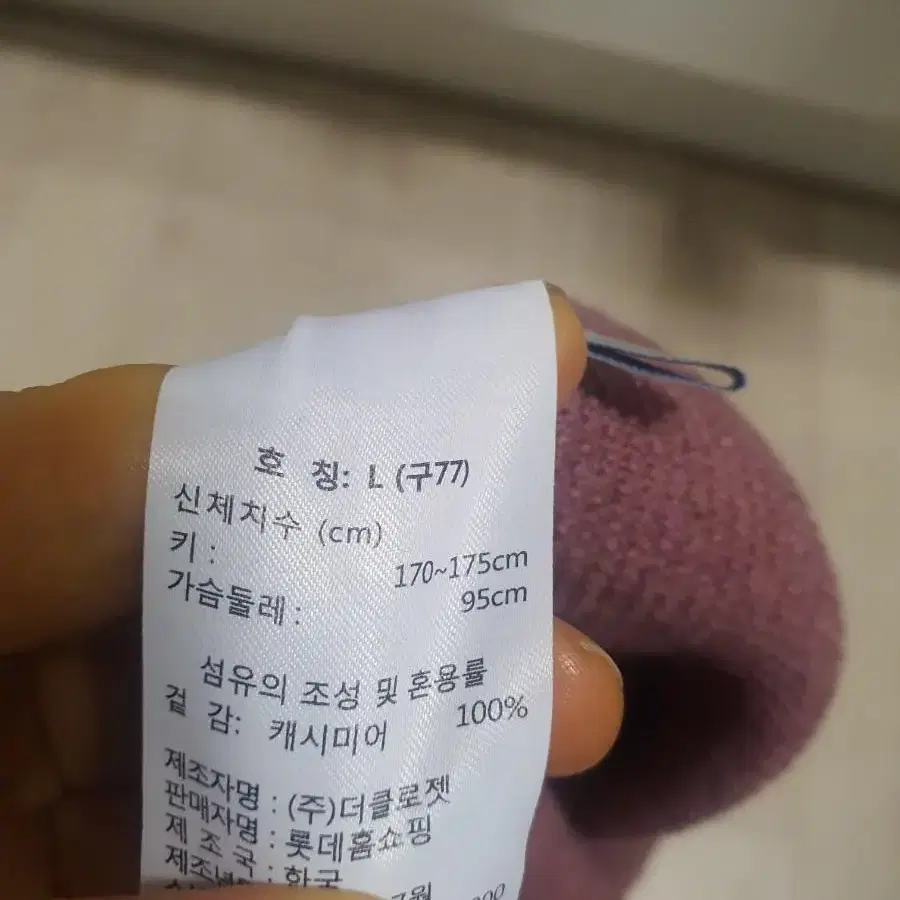 호 칭: L (구77)
신체치수 (cm)
키 : 170~175cm
가슴둘레 : 95cm
섬유의 조성 및 혼용률
겉 감: 캐시미어 100%
제조자명 : (주)더클로젯
판매자명 : 롯데홈쇼핑
제 조 국 : 한국